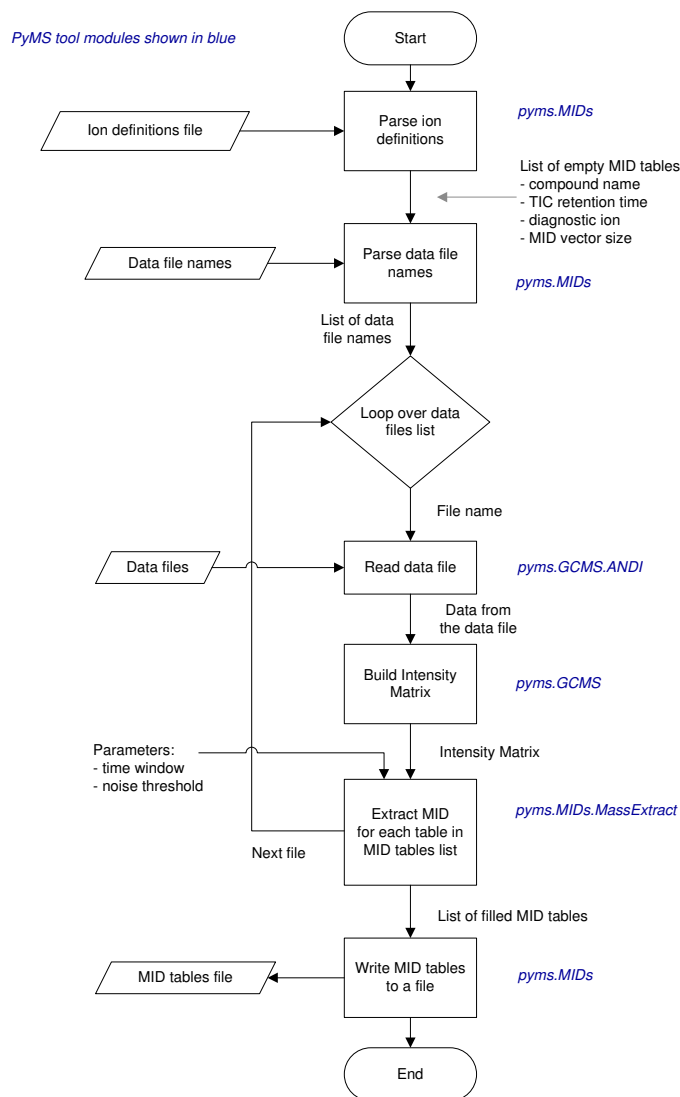 PyMS tool modules shown in blue
Start
Ion definitions file
Parse ion
definitions
pyms.MIDs
List of empty MID tables
- compound name
- TIC retention time
- diagnostic ion
- MID vector size
Data file names
Parse data file
names
pyms.MIDs
List of data
file names
Loop over data
files list
File name
Data files
Read data file
pyms.GCMS.ANDI
Data from
the data file
Build Intensity
Matrix
pyms.GCMS
Parameters:
- time window
- noise threshold
Intensity Matrix
Extract MID
for each table in
MID tables list
pyms.MIDs.MassExtract
Next file
List of filled MID tables
MID tables file
Write MID tables
to a file
pyms.MIDs
End